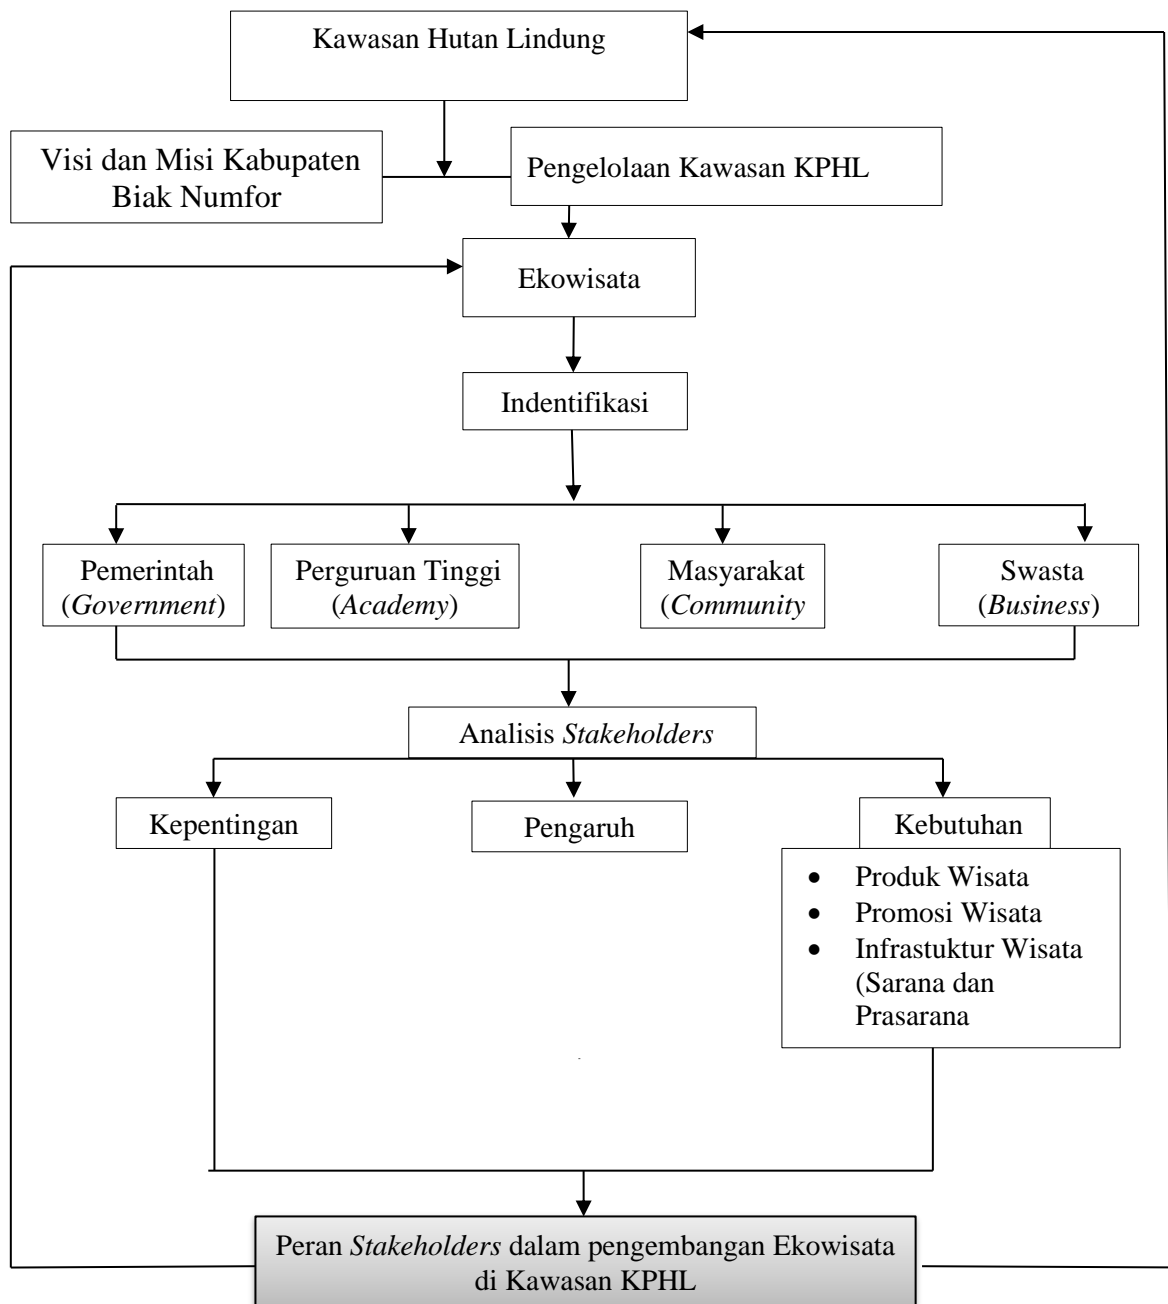 Kawasan Hutan Lindung
Visi dan Misi Kabupaten
Biak Numfor
Pengelolaan Kawasan KPHL
Ekowisata
Indentifikasi
Pemerintah
(Government)
Perguruan Tinggi
(Academy)
Masyarakat
(Community
Swasta
(Business)
Analisis Stakeholders
Kepentingan
Pengaruh
Kebutuhan
• Produk Wisata
• Promosi Wisata
• Infrastuktur Wisata
(Sarana dan
Prasarana
Peran Stakeholders dalam pengembangan Ekowisata
di Kawasan KPHL